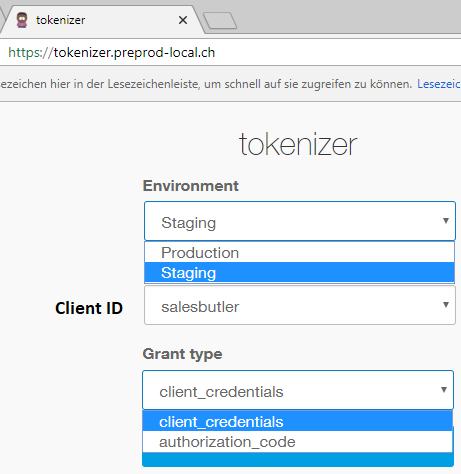 tokenizer
https://tokenizer.preprod-local.ch
ezeichen hier in der Lesezeichenleiste, um schnell auf sie zugreifen zu können. Lesezeic
tokenizer
Environment
Staging
Production
Staging
Client ID salesbutler
Grant type
client_credentials
client_credentials
authorization_code